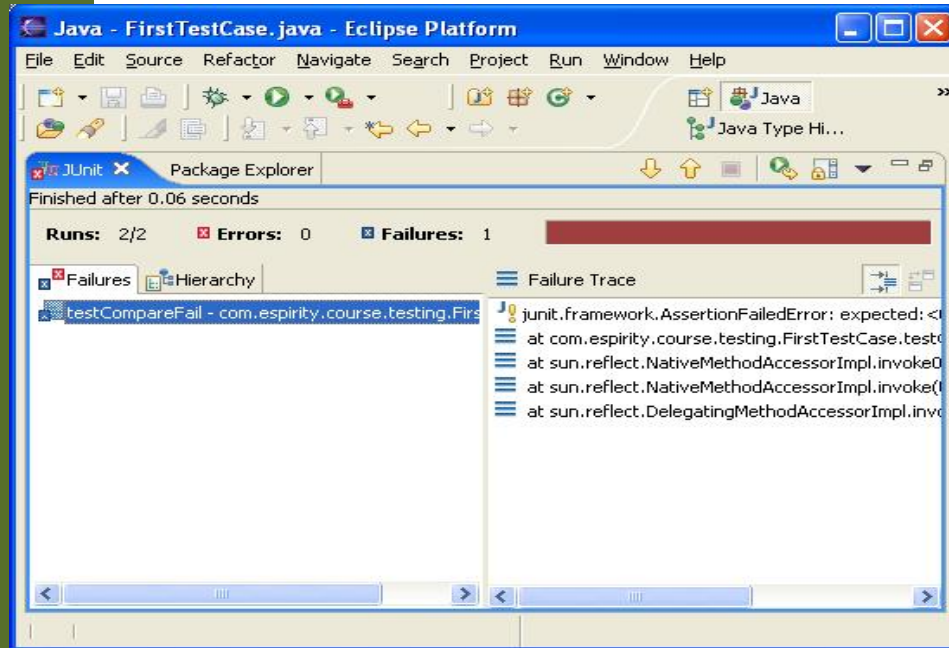 Java - FirstTestCase.java - Eclipse Platform
File Edit Source Refactor Navigate Search Project Run Window Help
Java
Java Type Hi...
JUnit Package Explorer
Finished after 0.06 seconds
Runs: 2/2 Errors: 0 Failures: 1
Failures Hierarchy
Failure Trace
testCompareFail - com.espirity.course.testing.Firs
junit.framework.AssertionFailedError: expected:<
at com.espirity.course.testing.FirstTestCase.test
at sun.reflect.NativeMethodAccessorImpl.invoke0
at sun.reflect.NativeMethodAccessorImpl.invoke(
at sun.reflect.DelegatingMethodAccessorImpl.inv